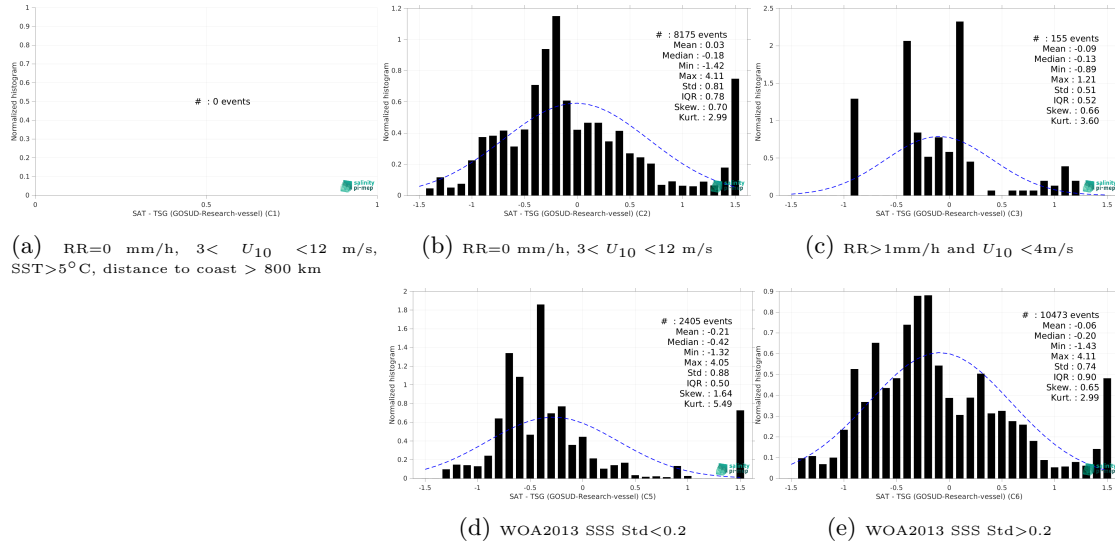 1
0.9
0.8
0.7
0.6
0.5
0.4
0.3
0.2
0.1
0
Normalized histogram
# : 0 events
0 0.5 1
SAT - TSG (GOSUD-Research-vessel) (C1)
salinity
pi-mep
(a) RR=0 mm/h, 3< U10 <12 m/s,
SST>5°C, distance to coast > 800 km
1.2
1
0.8
0.6
0.4
0.2
0
Normalized histogram
# : 8175 events
Mean : 0.03
Median : -0.18
Min : -1.42
Max : 4.11
Std : 0.81
IQR : 0.78
Skew. : 0.70
Kurt. : 2.99
-1.5 -1 -0.5 0 0.5 1 1.5
SAT - TSG (GOSUD-Research-vessel) (C2)
salinity
pi-mep
(b) RR=0 mm/h, 3< U10 <12 m/s
2.5
2
1.5
1
0.5
0
Normalized histogram
# : 155 events
Mean : -0.09
Median : -0.13
Min : -0.89
Max : 1.21
Std : 0.51
IQR : 0.52
Skew. : 0.66
Kurt. : 3.60
-1.5 -1 -0.5 0 0.5 1 1.5
SAT - TSG (GOSUD-Research-vessel) (C3)
salinity
pi-mep
(c) RR>1mm/h and U10 <4m/s
2
1.8
1.6
1.4
1.2
1
0.8
0.6
0.4
0.2
0
Normalized histogram
# : 2405 events
Mean : -0.21
Median : -0.42
Min : -1.32
Max : 4.05
Std : 0.88
IQR : 0.50
Skew. : 1.64
Kurt. : 5.49
-1.5 -1 -0.5 0 0.5 1 1.5
SAT - TSG (GOSUD-Research-vessel) (C5)
salinity
pi-mep
(d) WOA2013 SSS Std<0.2
0.9
0.8
0.7
0.6
0.5
0.4
0.3
0.2
0.1
0
Normalized histogram
# : 10473 events
Mean : -0.06
Median : -0.20
Min : -1.43
Max : 4.11
Std : 0.74
IQR : 0.90
Skew. : 0.65
Kurt. : 2.99
-1.5 -1 -0.5 0 0.5 1 1.5
SAT - TSG (GOSUD-Research-vessel) (C6)
salinity
pi-mep
(e) WOA2013 SSS Std>0.2